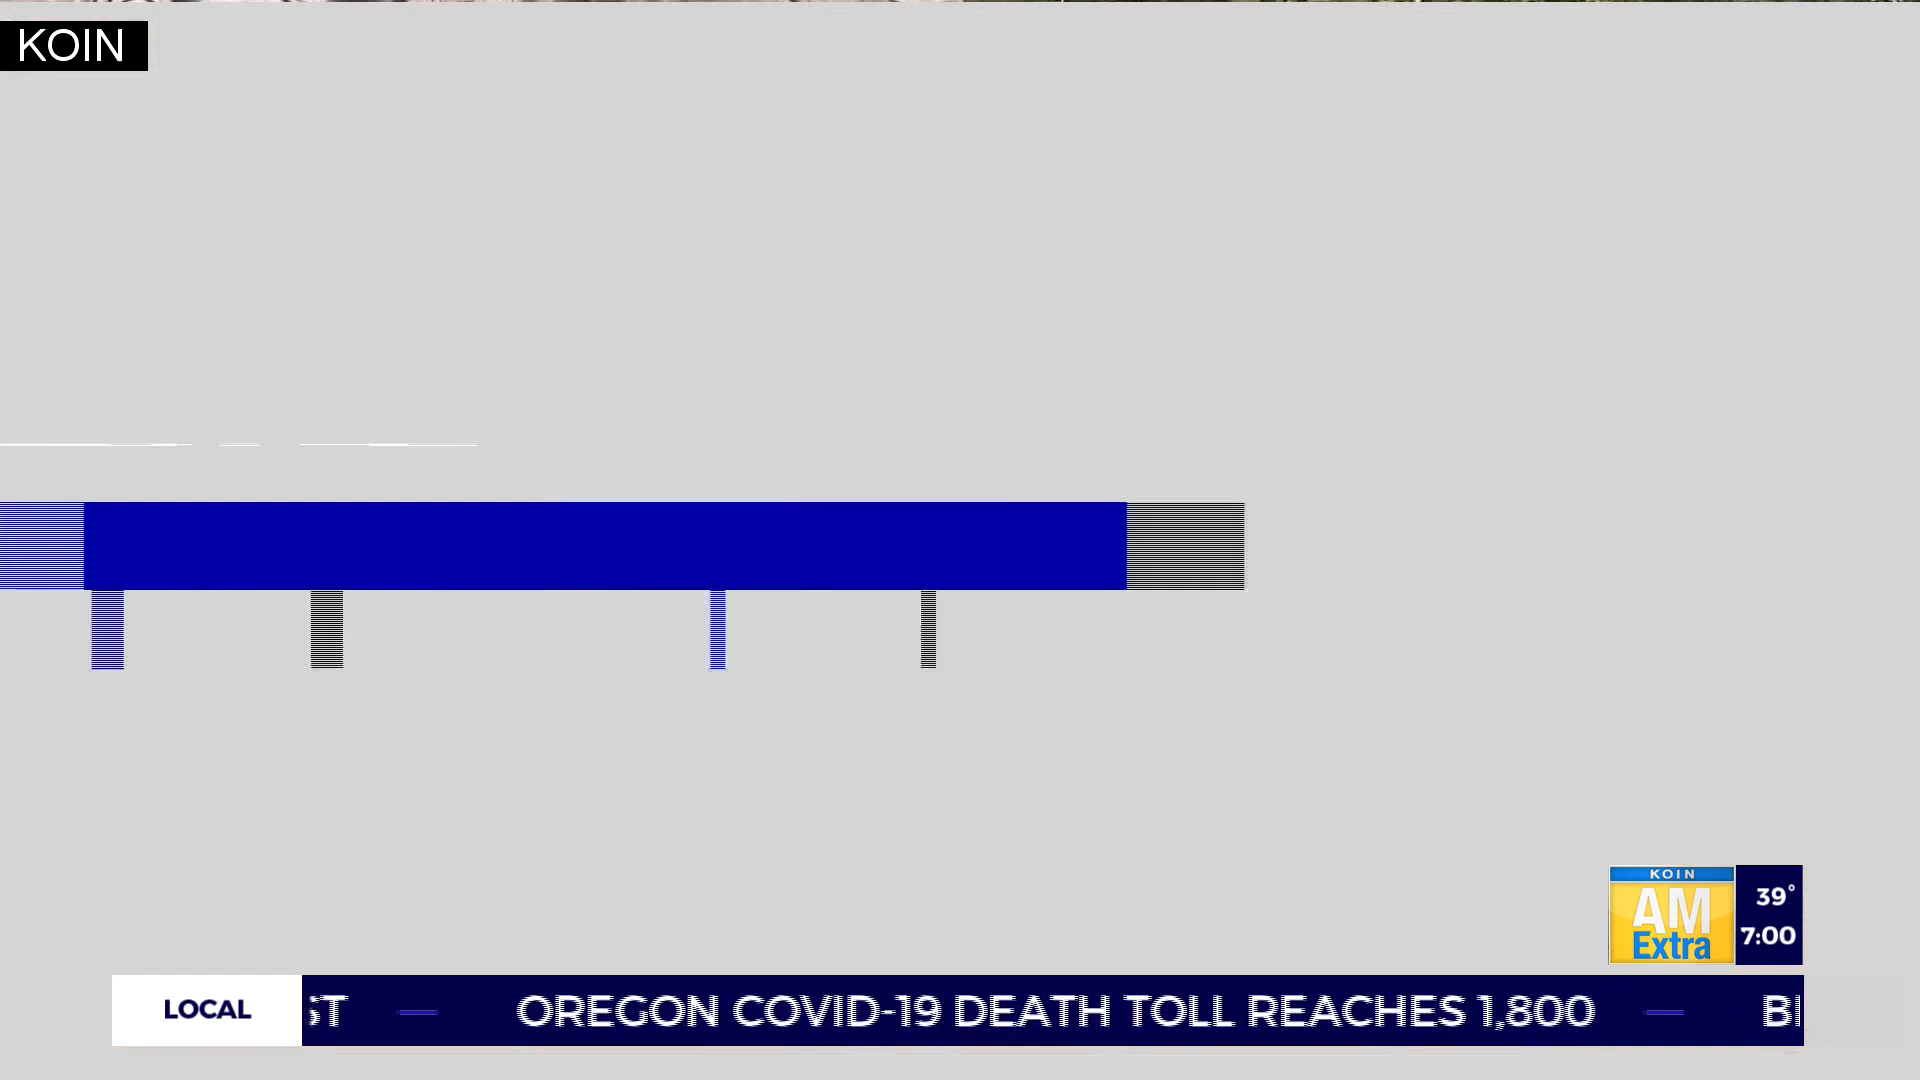 KOIN
KOIN
AM
Extra
39°
7:00
LOCAL
OREGON COVID-19 DEATH TOLL REACHES 1,800